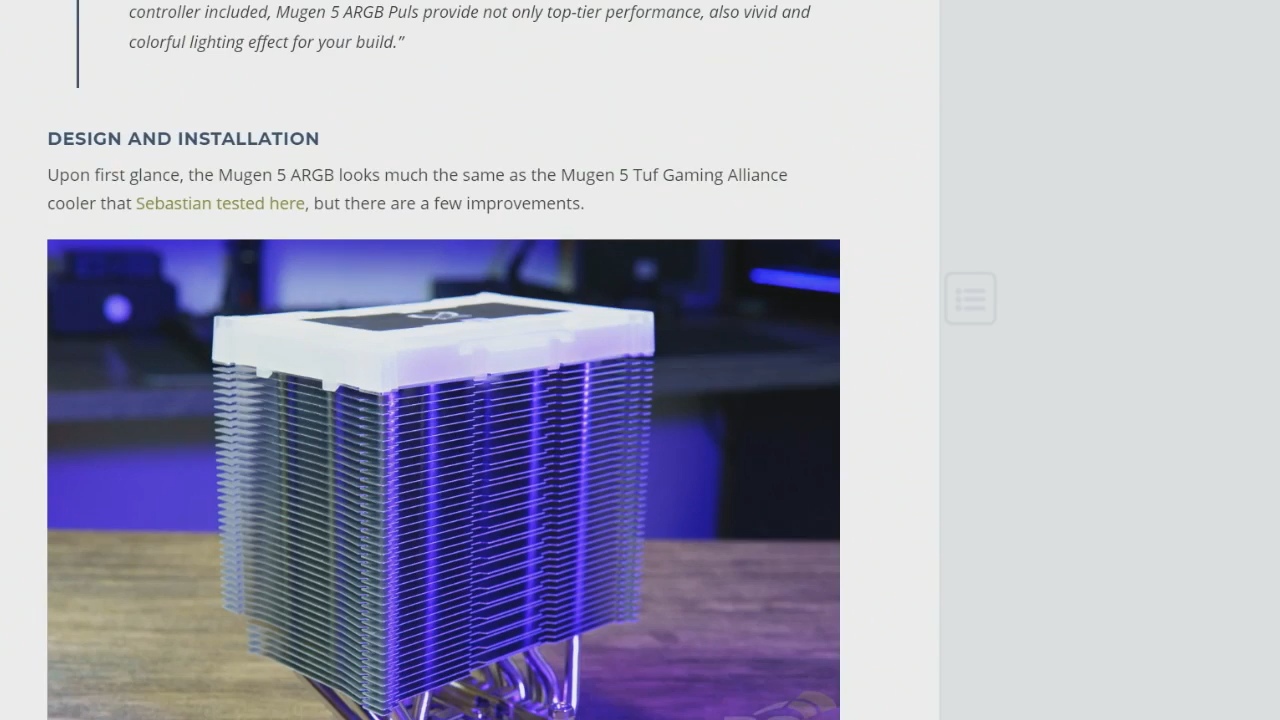 controller included, Mugen 5 ARGB Puls provide not only top-tier performance, also vivid and
colorful lighting effect for your build.”
DESIGN AND INSTALLATION
Upon first glance, the Mugen 5 ARGB looks much the same as the Mugen 5 Tuf Gaming Alliance
cooler that Sebastian tested here, but there are a few improvements.